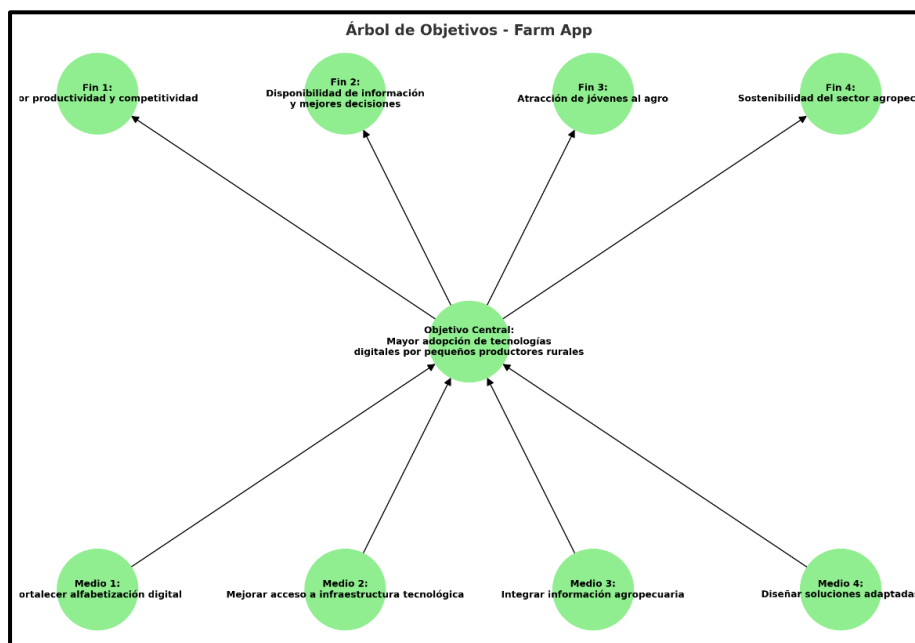 Árbol de Objetivos - Farm App
Fin 1:
or productividad y competitividad
Fin 2:
Disponibilidad de información
y mejores decisiones
Fin 3:
Atracción de jóvenes al agro
Fin 4:
Sostenibilidad del sector agropec
Objetivo Central:
Mayor adopción de tecnologías
digitales por pequeños productores rurales
Medio 1:
ortalecer alfabetización digital
Medio 2:
Mejorar acceso a infraestructura tecnológica
Medio 3:
Integrar información agropecuaria
Medio 4:
Diseñar soluciones adaptadas